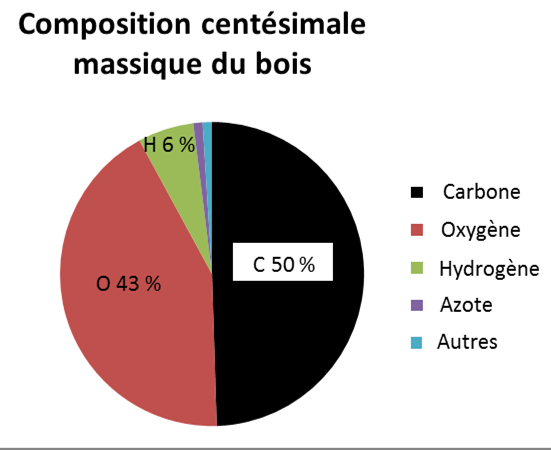 Composition centésimale
massique du bois
H 6 %
C 50 %
O 43 %
Carbone
Oxygène
Hydrogène
Azote
Autres